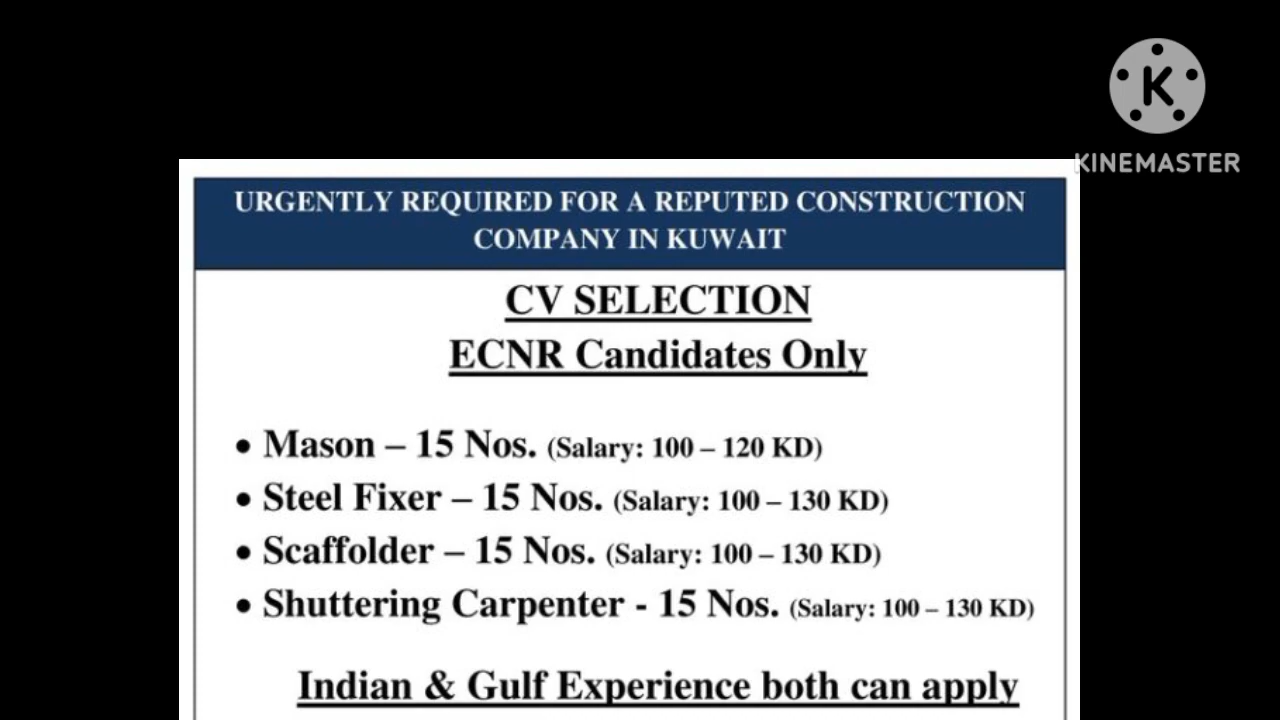 K
KINEMASTER
URGENTLY REQUIRED FOR A REPUTED CONSTRUCTION
COMPANY IN KUWAIT
CV SELECTION
ECNR Candidates Only
• Mason – 15 Nos. (Salary: 100 – 120 KD)
• Steel Fixer – 15 Nos. (Salary: 100 – 130 KD)
• Scaffolder – 15 Nos. (Salary: 100 – 130 KD)
• Shuttering Carpenter - 15 Nos. (Salary: 100 – 130 KD)
Indian & Gulf Experience both can apply